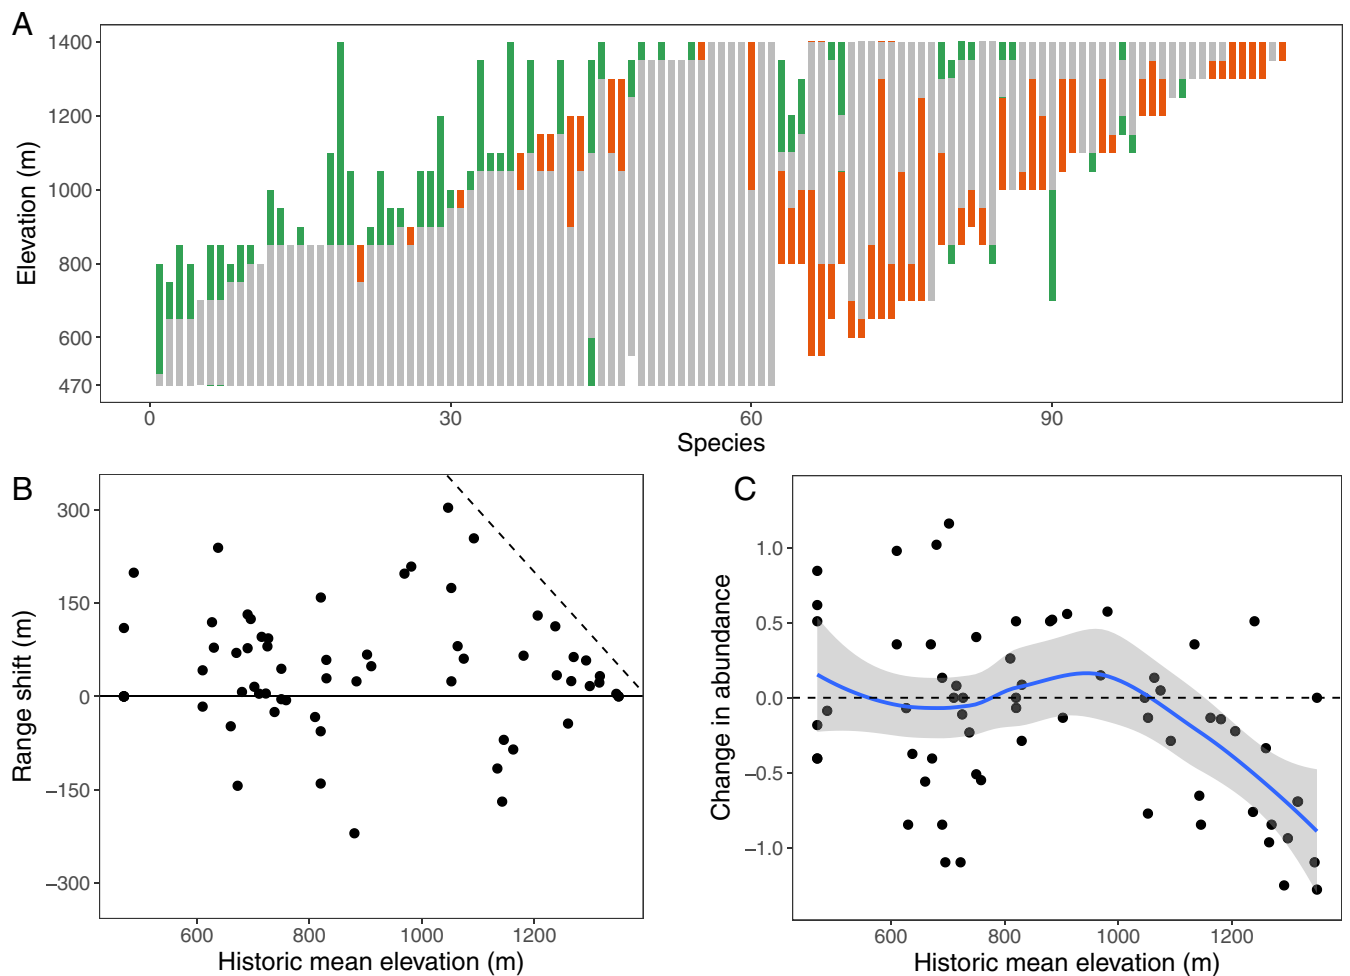 A
Elevation (m)
1400
1200
1000
800
600
470
0 30 60 90
Species
B
Range shift (m)
300
150
0
−150
−300
600 800 1000 1200
Historic mean elevation (m)
C
Change in abundance
1.0
0.5
0.0
−0.5
−1.0
600 800 1000 1200
Historic mean elevation (m)